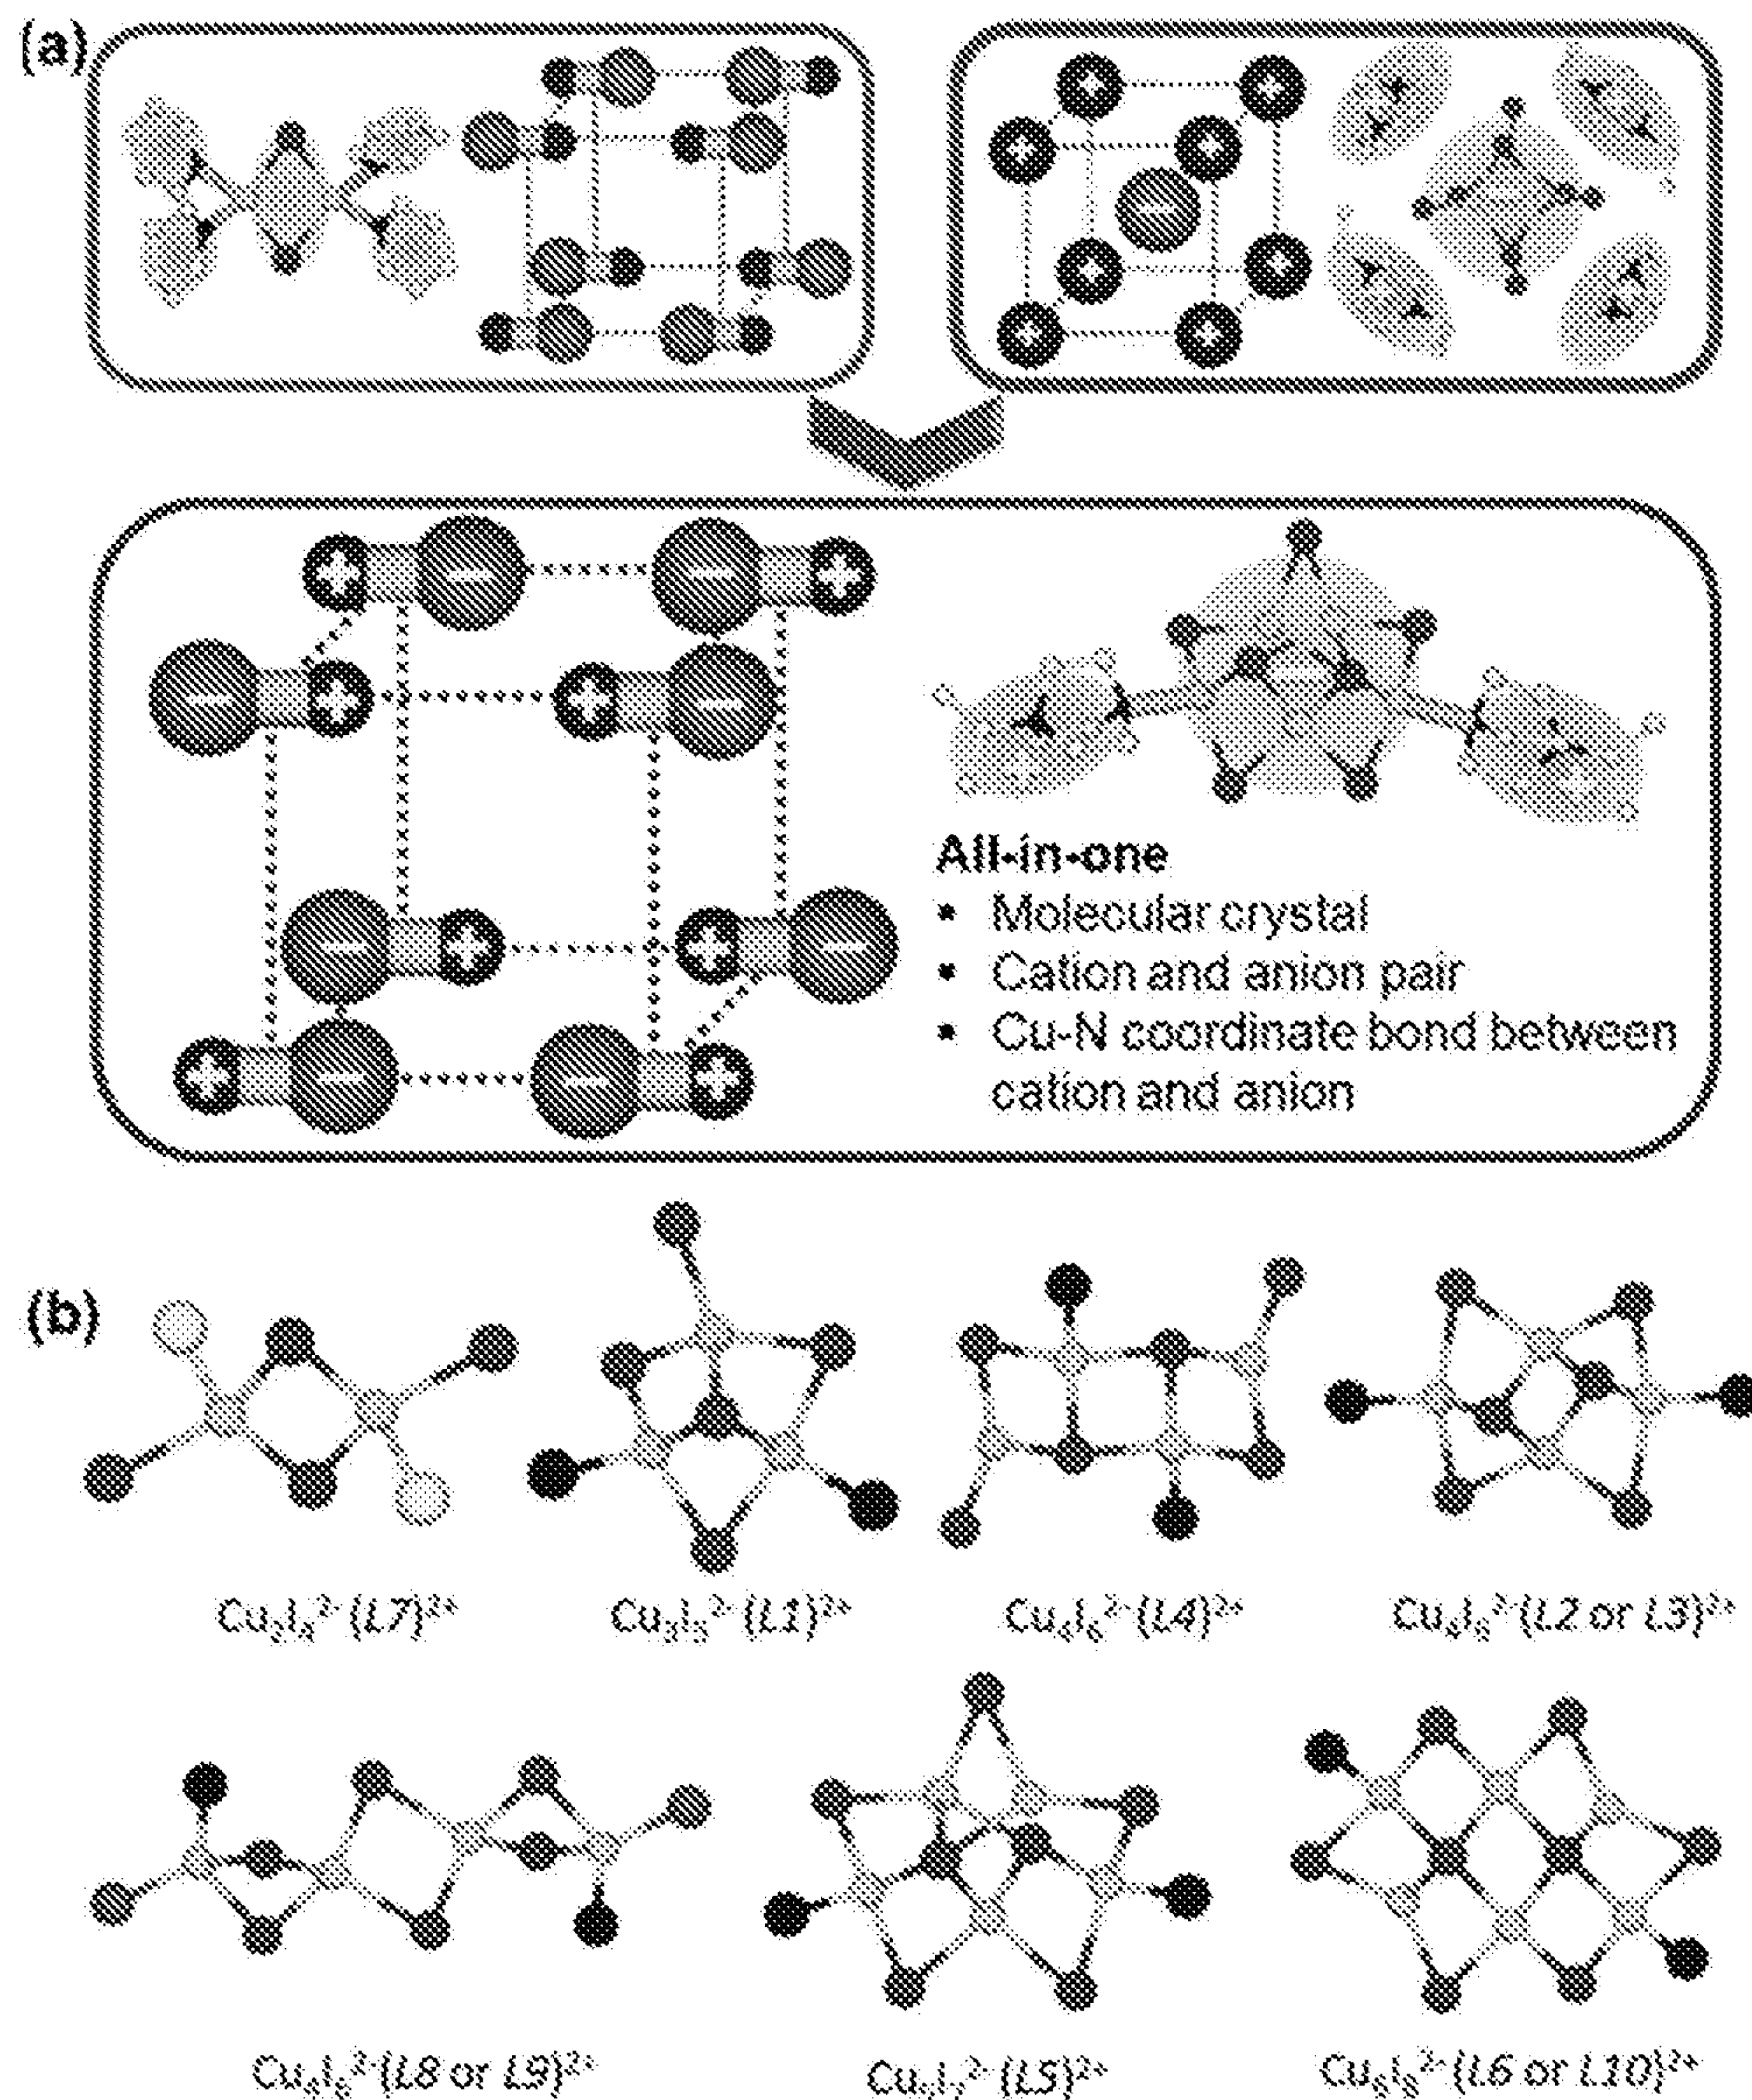 (a)
+ +
+ +
−
+ +
+ +
+ − − +
− + + −
All-in-one
• Molecular crystal
− + + −
• Cation and anion pair
• Cu-N coordinate bond between
+ − − +
cation and anion
(b)
Cu₂I₄²⁻(L7)²⁺ Cu₃I₅²⁻(L1)²⁺ Cu₄I₆²⁻(L4)²⁺ Cu₄I₆²⁻(L2 or L3)²⁺
(L8 or L9)²⁺ (L5)²⁺ (L6 or L10)²⁺